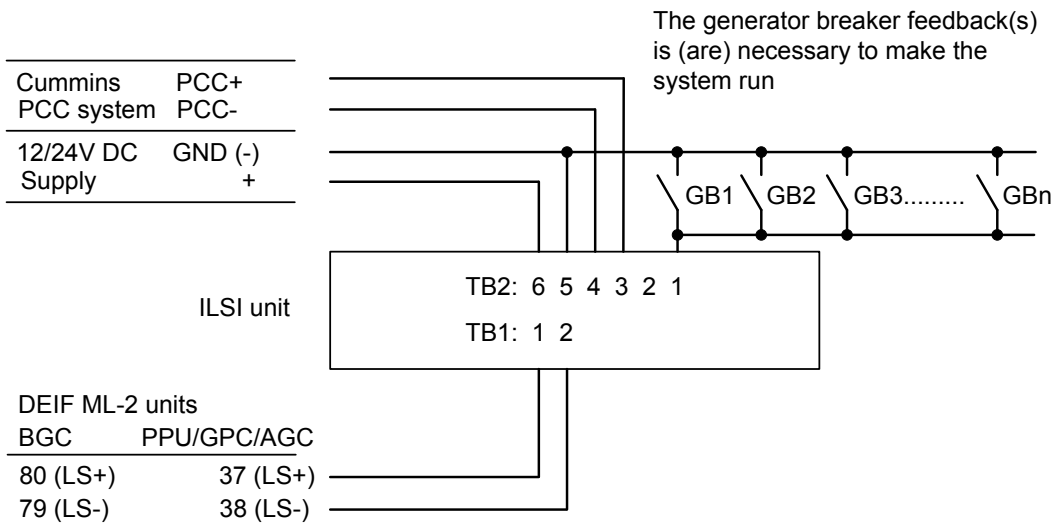 The generator breaker feedback(s)
is (are) necessary to make the
system run
Cummins PCC+
PCC system PCC-
12/24V DC GND (-)
Supply +
GB1 GB2 GB3......... GBn
ILSI unit
TB2: 6 5 4 3 2 1
TB1: 1 2
DEIF ML-2 units
BGC PPU/GPC/AGC
80 (LS+) 37 (LS+)
79 (LS-) 38 (LS-)